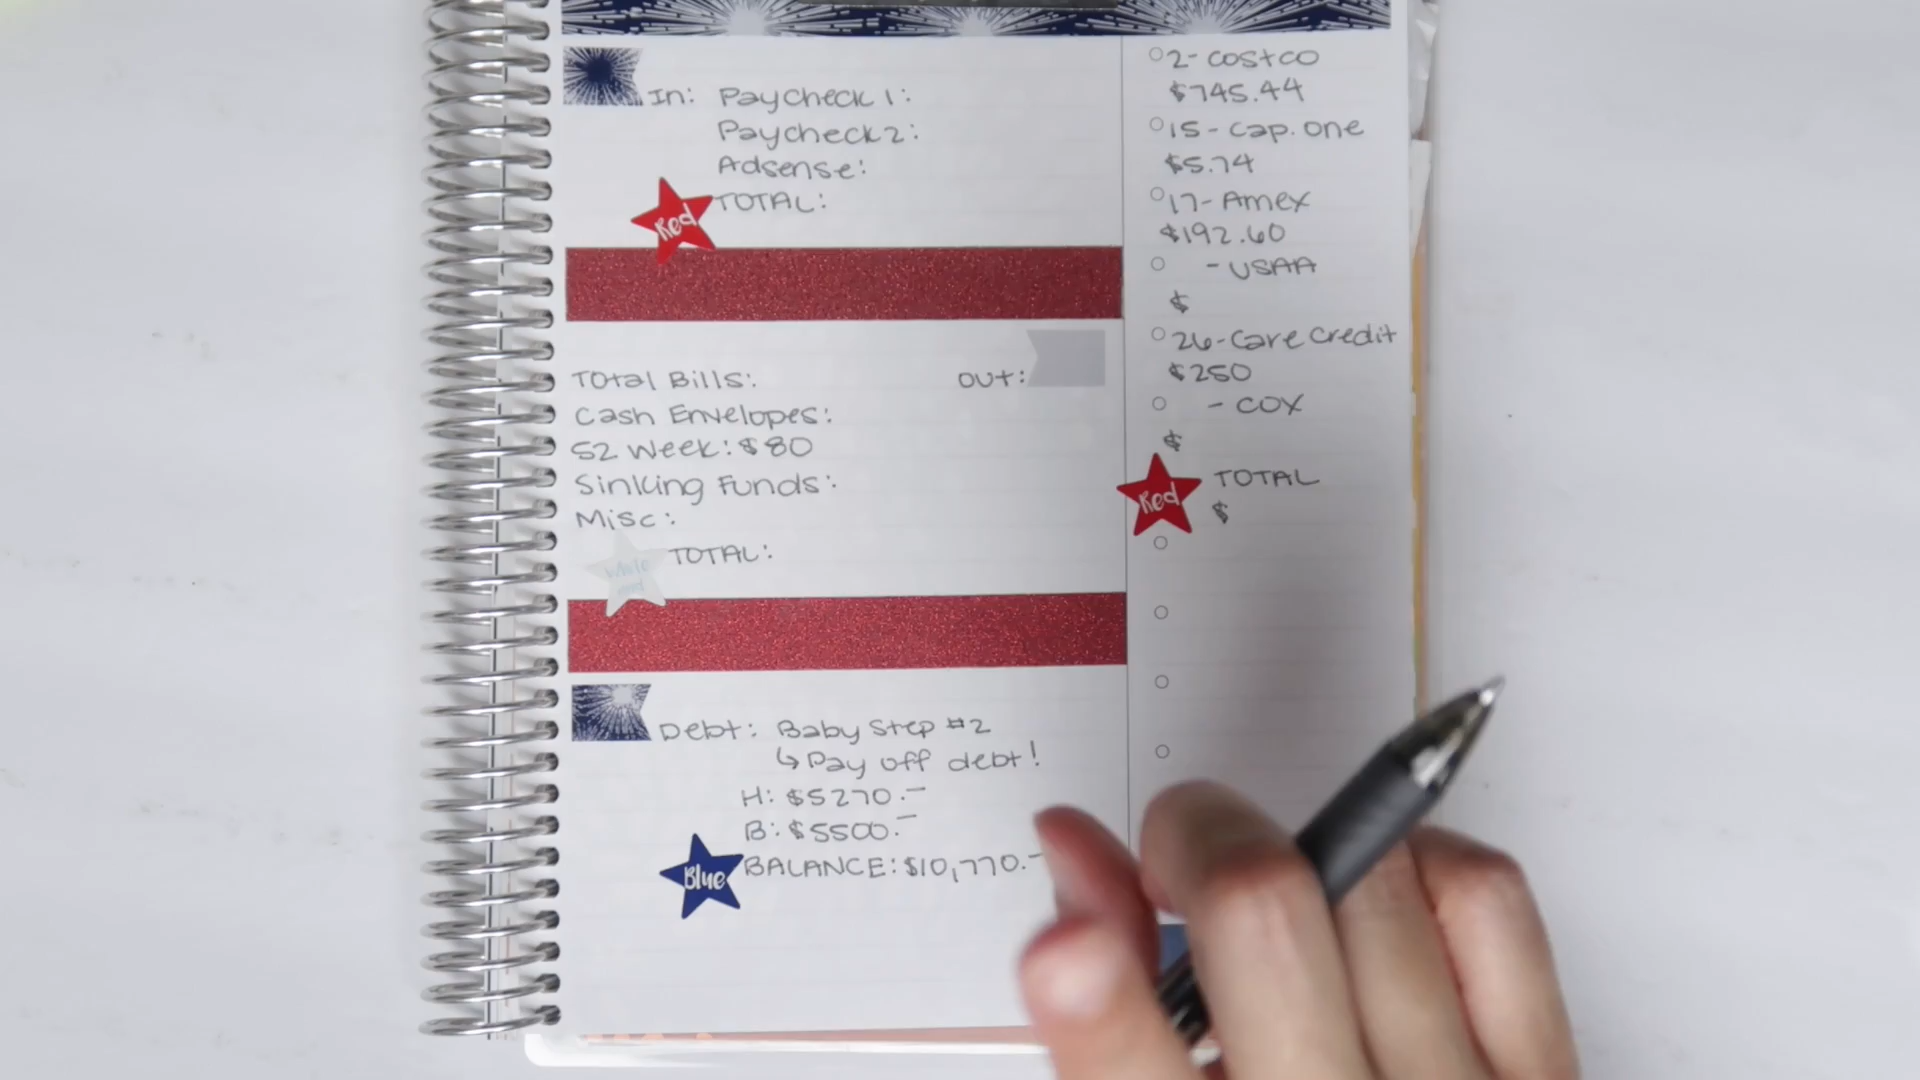 In: Paycheck 1:
Paycheck 2:
Adsense:
Red
TOTAL:
Total Bills:
OUT:
Cash Envelopes:
52 Week: $80
Sinking Funds:
Misc:
White
TOTAL:
Debt: Baby Step #2
↳ Pay off debt!
H: $5270.-
B: $5500.-
Blue
BALANCE: $10,770.-
2- Costco
$745.44
15- Cap. One
$5.74
17- Amex
$192.60
- USAA
$
26- Care Credit
$250
- COX
$
Red
TOTAL
$